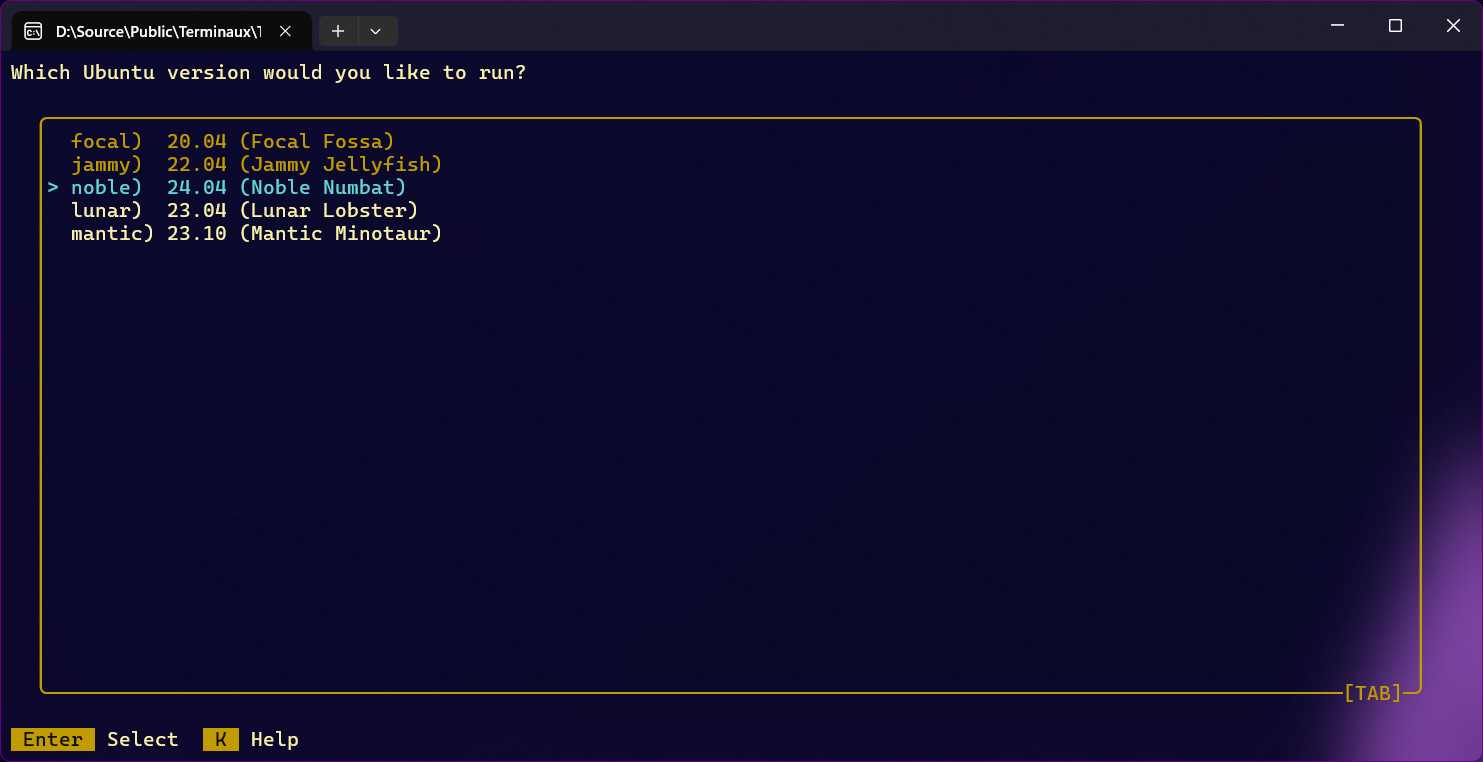 D:\Source\Public\Terminaux\T
Which Ubuntu version would you like to run?
focal)  20.04 (Focal Fossa)
jammy)  22.04 (Jammy Jellyfish)
> noble)  24.04 (Noble Numbat)
lunar)  23.04 (Lunar Lobster)
mantic) 23.10 (Mantic Minotaur)
[TAB]
Enter Select K Help